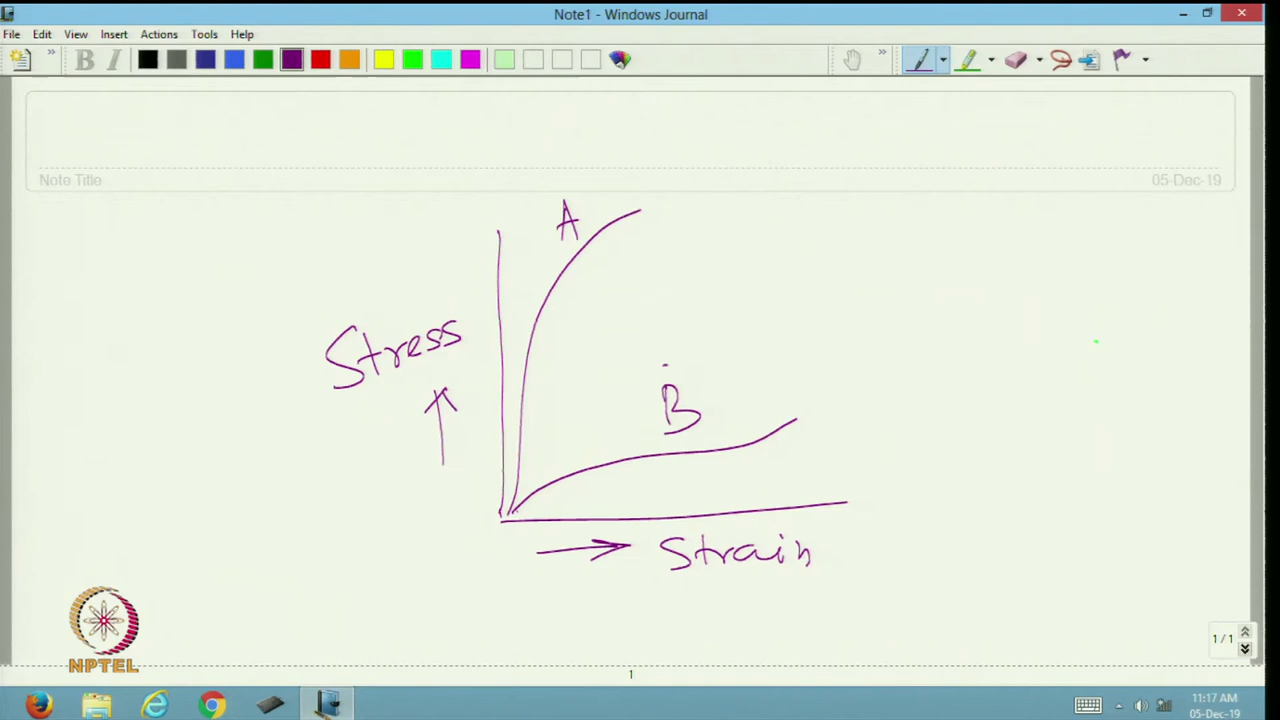 Note1 - Windows Journal
File Edit View Insert Actions Tools Help
B I
Note Title
05-Dec-19
A
Stress
B
Strain
NPTEL
1 / 1
1
11:17 AM
05-Dec-19